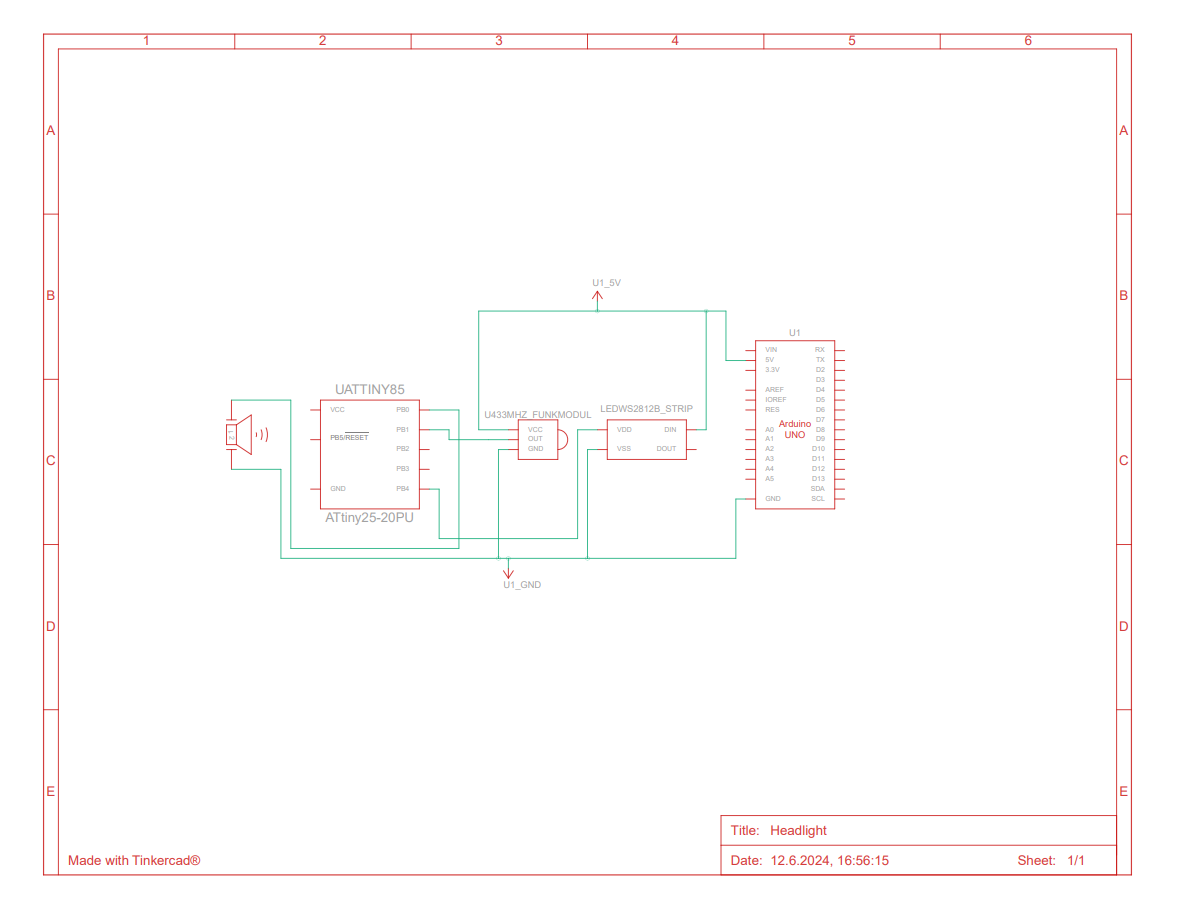 1 2 3 4 5 6
A A
B B
C C
D D
E E
U1_5V
U1
VIN RX
5V TX
3.3V D2
D3
AREF D4
IOREF D5
RES D6
D7
A0 D8
A1 D9
A2 D10
A3 D11
A4 D12
A5 D13
SDA
GND SCL
Arduino
UNO
UATTINY85
VCC PB0
PB1
PB5/RESET
PB2
PB3
GND PB4
ATtiny25-20PU
1 2
U433MHZ_FUNKMODUL
VCC
OUT
GND
LEDWS2812B_STRIP
VDD DIN
VSS DOUT
U1_GND
Title: Headlight
Date: 12.6.2024, 16:56:15 Sheet: 1/1
Made with Tinkercad®